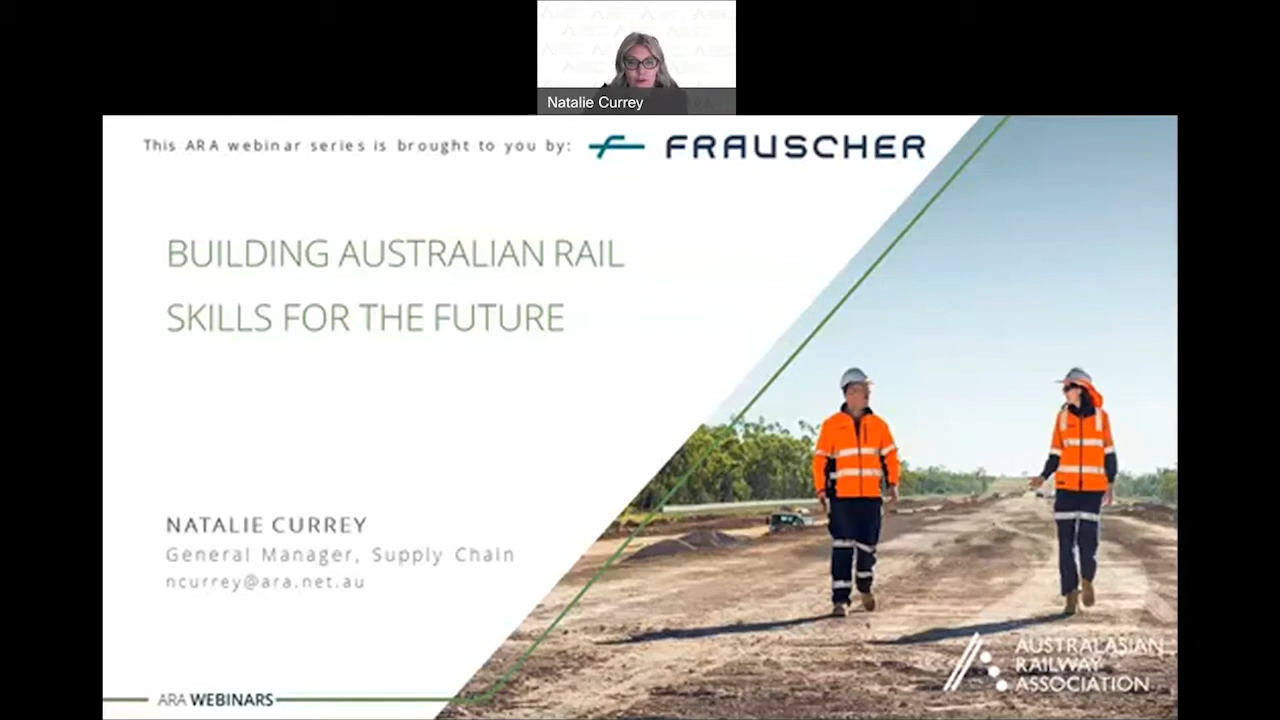 Natalie Currey
This ARA webinar series is brought to you by: FRAUSCHER
BUILDING AUSTRALIAN RAIL
SKILLS FOR THE FUTURE
NATALIE CURREY
General Manager, Supply Chain
ncurrey@ara.net.au
AUSTRALASIAN
RAILWAY
ASSOCIATION
ARA WEBINARS